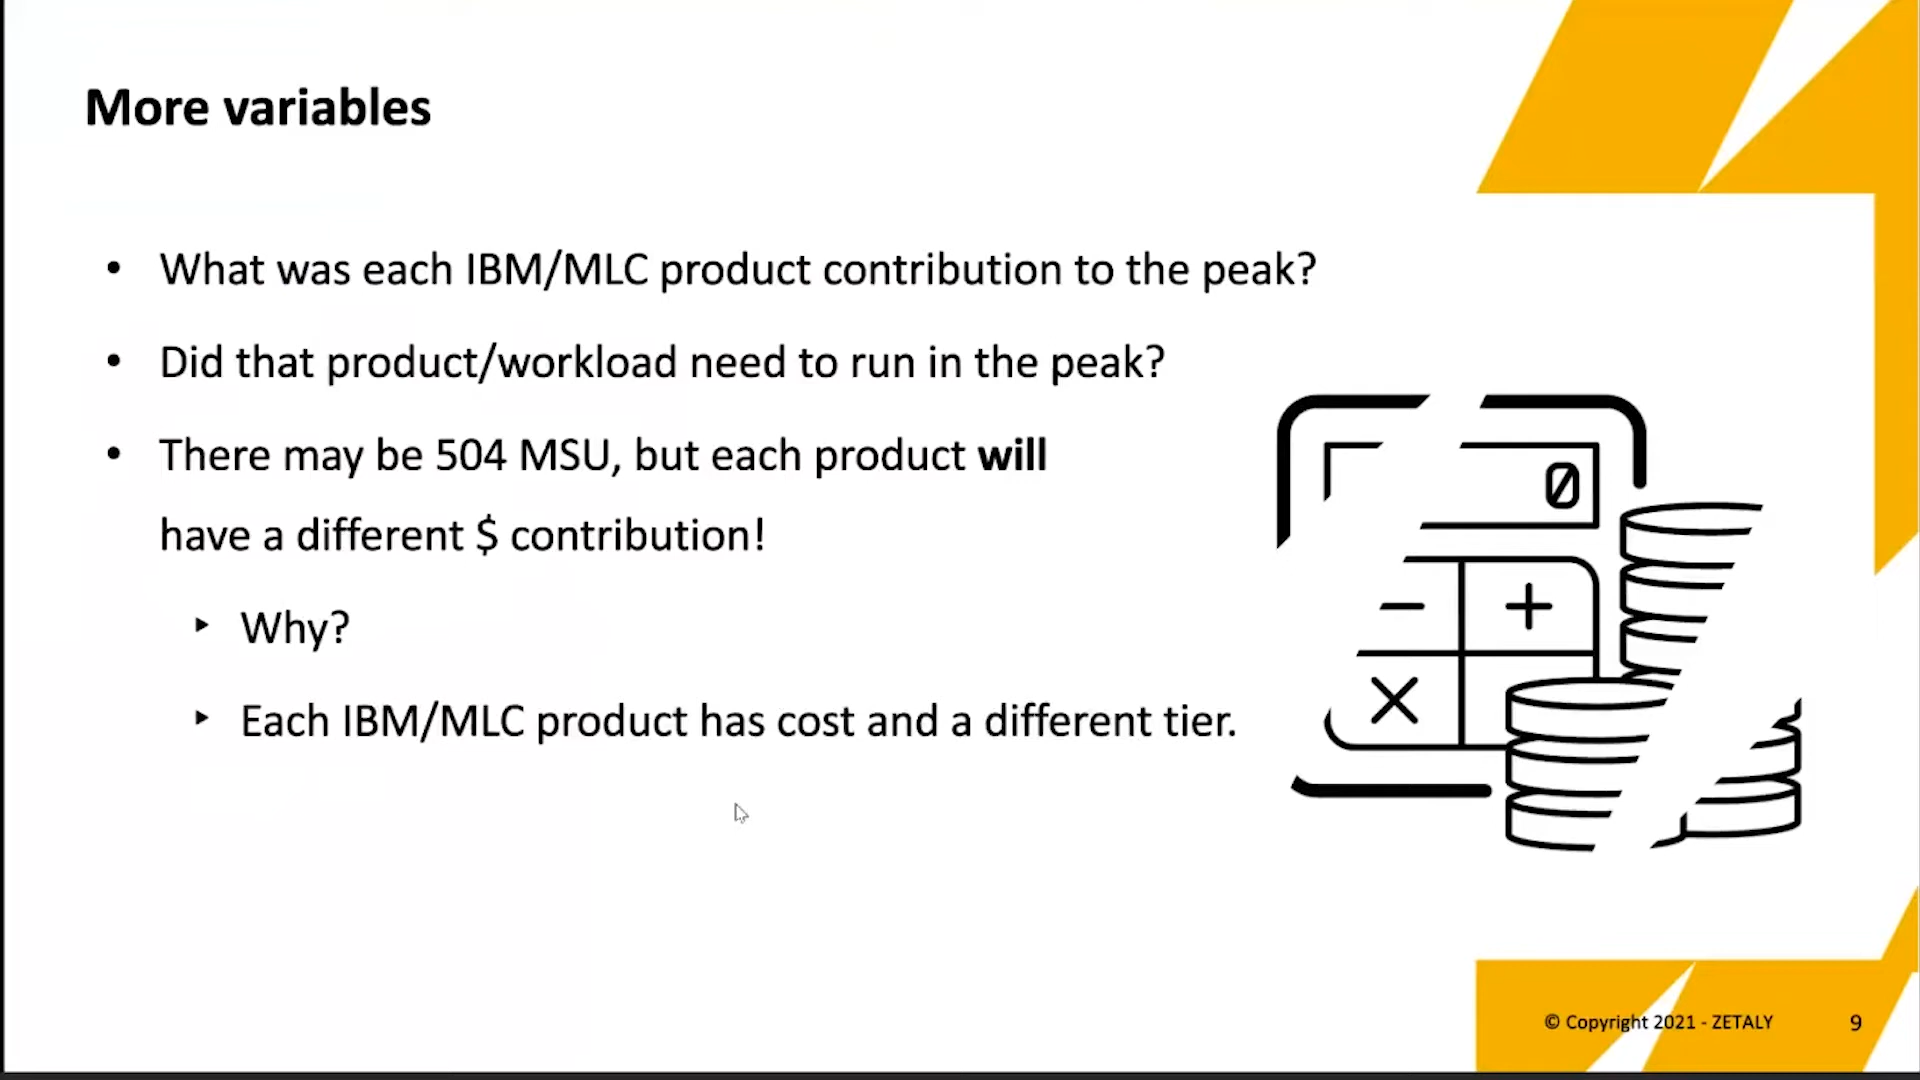 More variables
• What was each IBM/MLC product contribution to the peak?
• Did that product/workload need to run in the peak?
• There may be 504 MSU, but each product will
have a different $ contribution!
‣ Why?
‣ Each IBM/MLC product has cost and a different tier.
0
− +
×
© Copyright 2021 - ZETALY 9